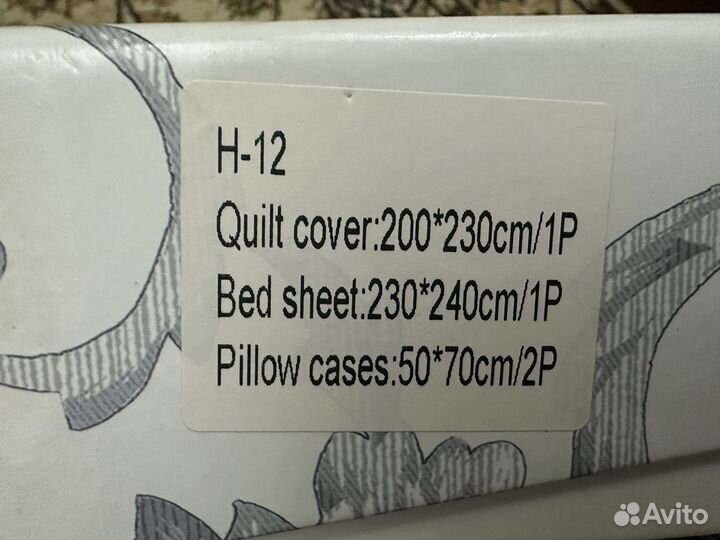 H-12
Quilt cover:200*230cm/1P
Bed sheet:230*240cm/1P
Pillow cases:50*70cm/2P
Avito